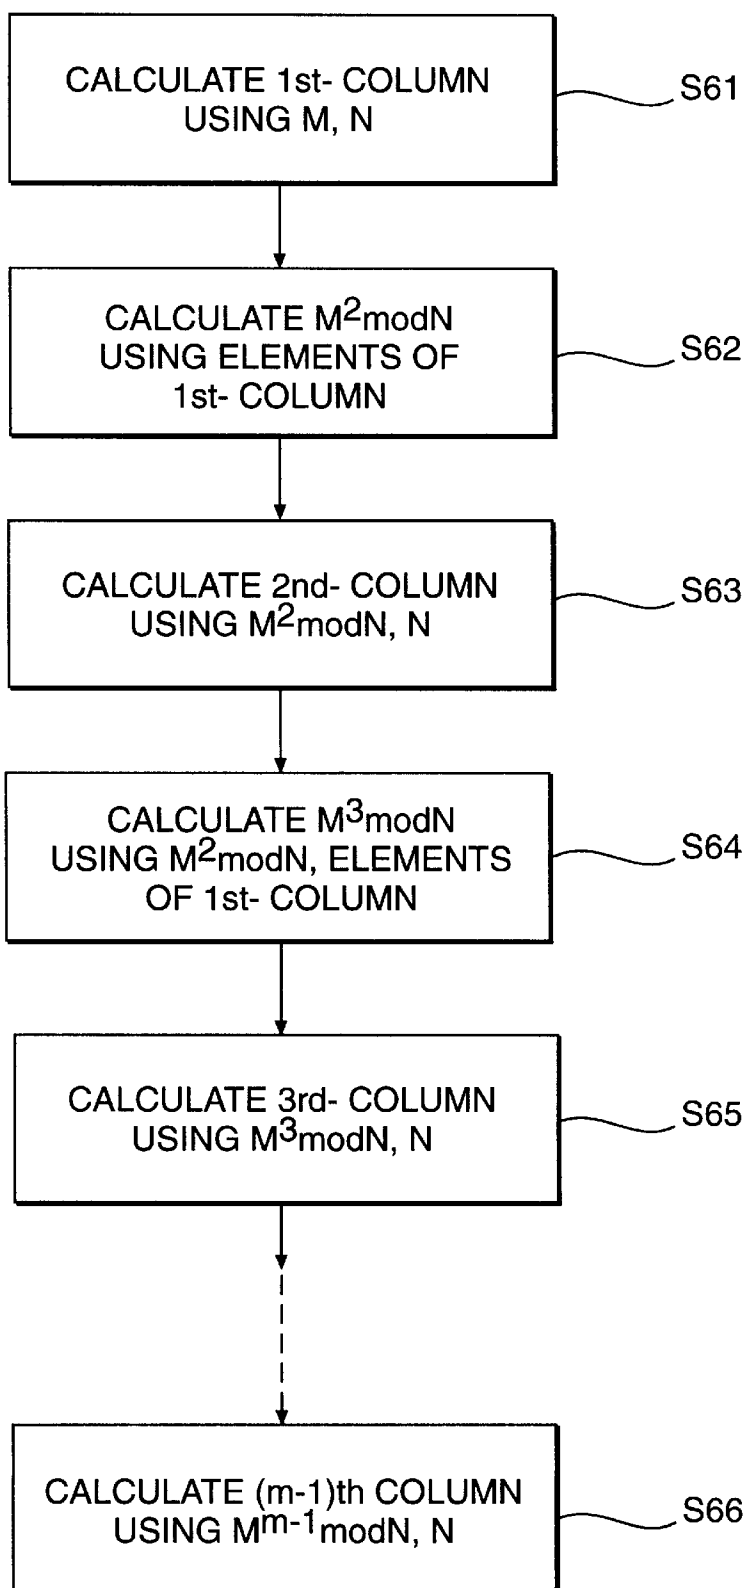 CALCULATE 1st- COLUMN
USING M, N
S61
CALCULATE M²modN
USING ELEMENTS OF
1st- COLUMN
S62
CALCULATE 2nd- COLUMN
USING M²modN, N
S63
CALCULATE M³modN
USING M²modN, ELEMENTS
OF 1st- COLUMN
S64
CALCULATE 3rd- COLUMN
USING M³modN, N
S65
CALCULATE (m-1)th COLUMN
USING Mᵐ⁻¹modN, N
S66